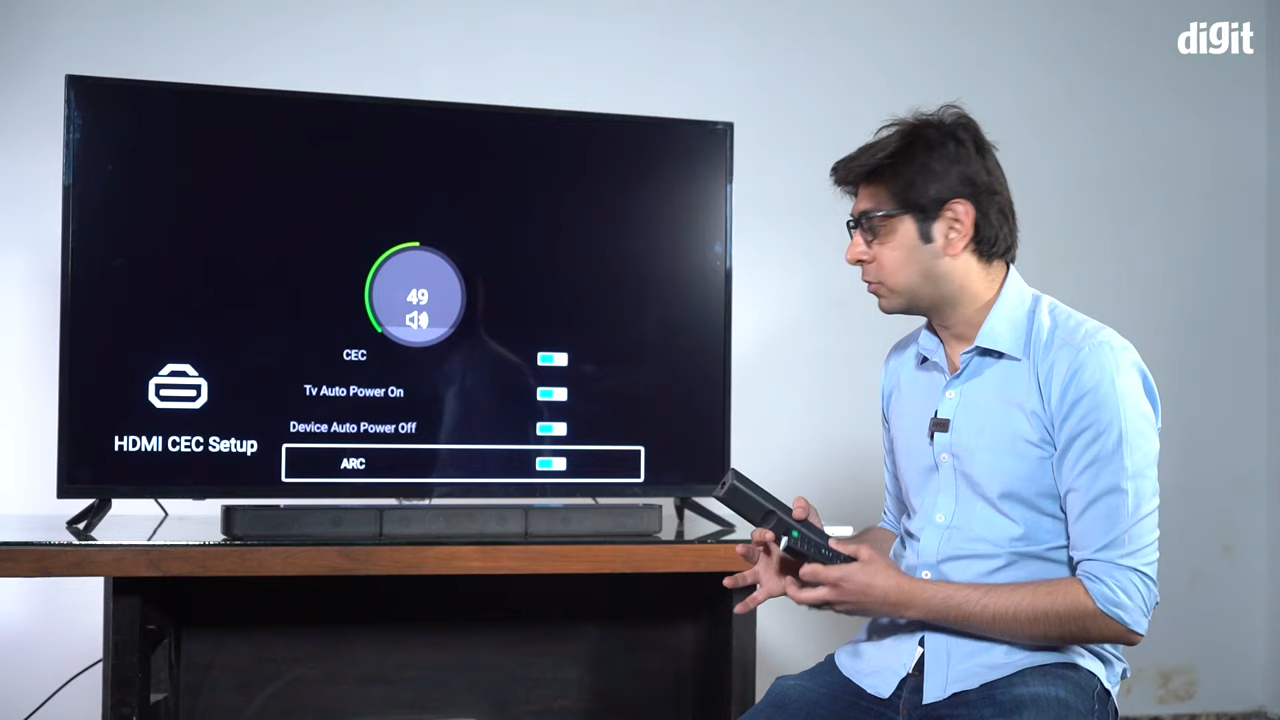 digit
49
CEC
Tv Auto Power On
Device Auto Power Off
HDMI CEC Setup
ARC